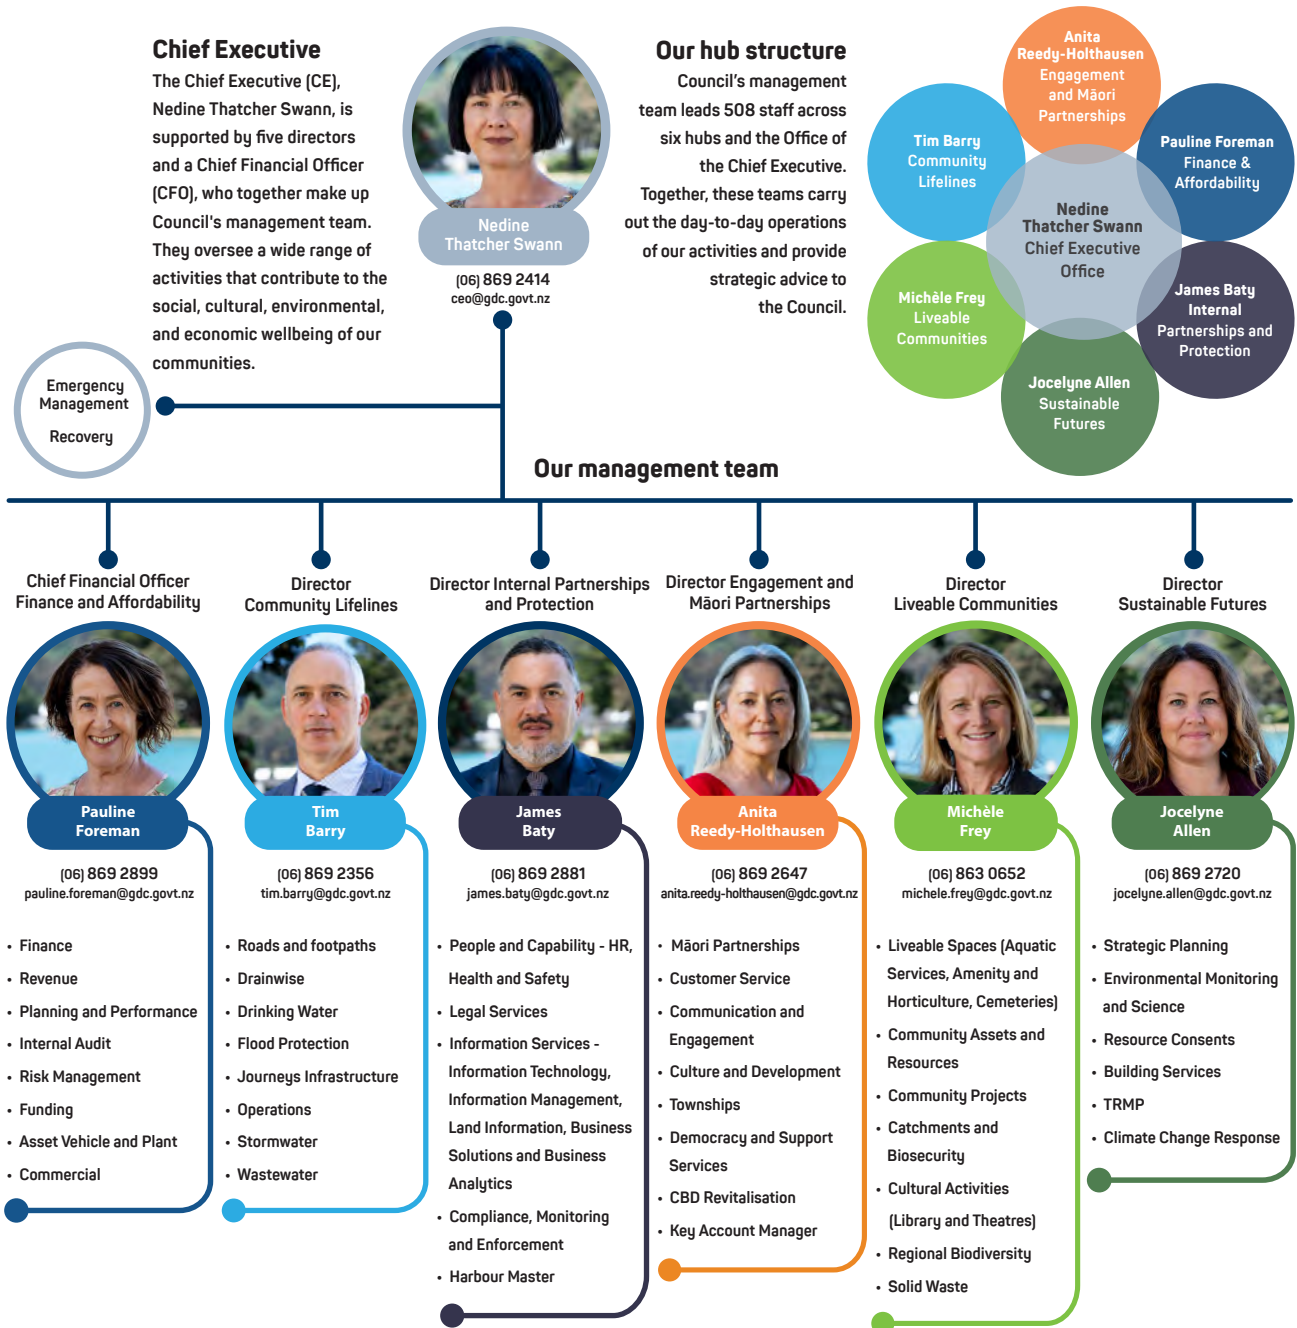 Chief Executive
The Chief Executive (CE),
Nedine Thatcher Swann, is
supported by five directors
and a Chief Financial Officer
(CFO), who together make up
Council's management team.
They oversee a wide range of
activities that contribute to the
social, cultural, environmental,
and economic wellbeing of our
communities.
Nedine
Thatcher Swann
(06) 869 2414
ceo@gdc.govt.nz
Our hub structure
Council's management
team leads 508 staff across
six hubs and the Office of
the Chief Executive.
Together, these teams carry
out the day-to-day operations
of our activities and provide
strategic advice to
the Council.
Anita
Reedy-Holthausen
Engagement
and Māori
Partnerships
Tim Barry
Community
Lifelines
Pauline Foreman
Finance &
Affordability
Nedine
Thatcher Swann
Chief Executive
Office
Michèle Frey
Liveable
Communities
James Baty
Internal
Partnerships and
Protection
Jocelyne Allen
Sustainable
Futures
Emergency
Management
Recovery
Our management team
Chief Financial Officer
Finance and Affordability
Pauline
Foreman
(06) 869 2899
pauline.foreman@gdc.govt.nz
• Finance
• Revenue
• Planning and Performance
• Internal Audit
• Risk Management
• Funding
• Asset Vehicle and Plant
• Commercial
Director
Community Lifelines
Tim
Barry
(06) 869 2356
tim.barry@gdc.govt.nz
• Roads and footpaths
• Drainwise
• Drinking Water
• Flood Protection
• Journeys Infrastructure
• Operations
• Stormwater
• Wastewater
Director Internal Partnerships
and Protection
James
Baty
(06) 869 2881
james.baty@gdc.govt.nz
• People and Capability - HR,
Health and Safety
• Legal Services
• Information Services -
Information Technology,
Information Management,
Land Information, Business
Solutions and Business
Analytics
• Compliance, Monitoring
and Enforcement
• Harbour Master
Director Engagement and
Māori Partnerships
Anita
Reedy-Holthausen
(06) 869 2647
anita.reedy-holthausen@gdc.govt.nz
• Māori Partnerships
• Customer Service
• Communication and
Engagement
• Culture and Development
• Townships
• Democracy and Support
Services
• CBD Revitalisation
• Key Account Manager
Director
Liveable Communities
Michèle
Frey
(06) 863 0652
michele.frey@gdc.govt.nz
• Liveable Spaces (Aquatic
Services, Amenity and
Horticulture, Cemeteries)
• Community Assets and
Resources
• Community Projects
• Catchments and
Biosecurity
• Cultural Activities
(Library and Theatres)
• Regional Biodiversity
• Solid Waste
Director
Sustainable Futures
Jocelyne
Allen
(06) 869 2720
jocelyne.allen@gdc.govt.nz
• Strategic Planning
• Environmental Monitoring
and Science
• Resource Consents
• Building Services
• TRMP
• Climate Change Response